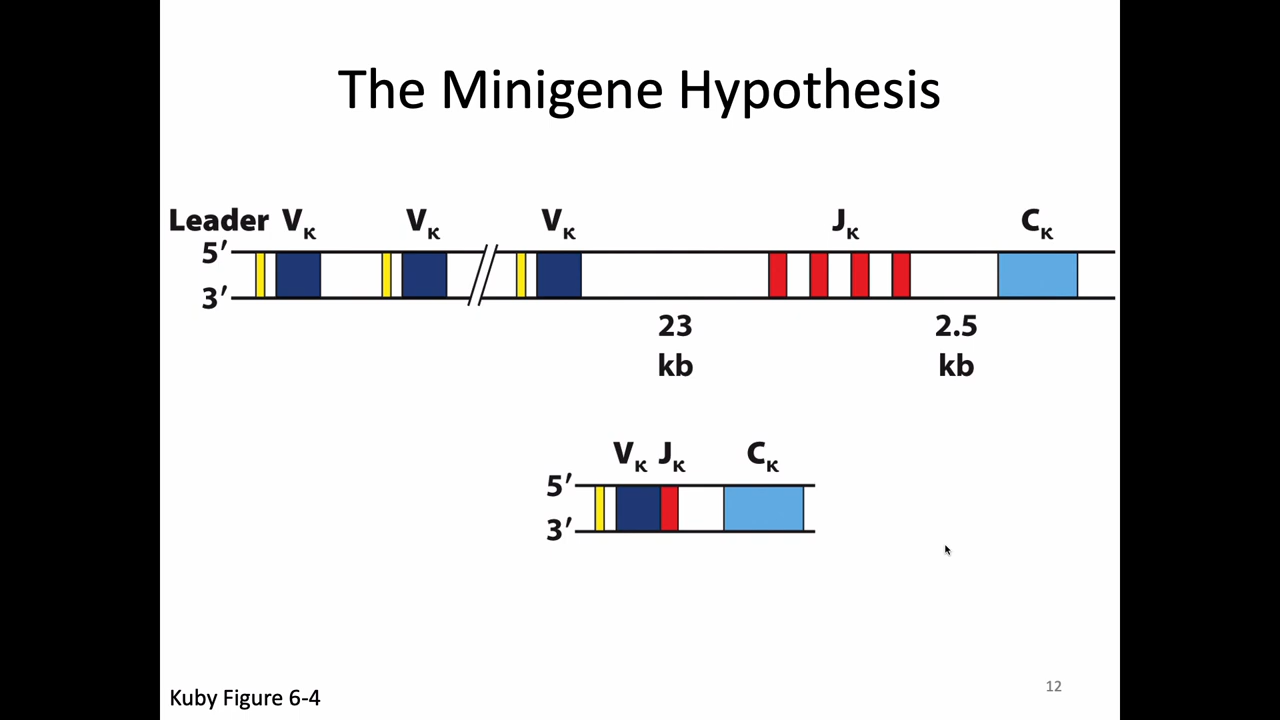 The Minigene Hypothesis
Leader Vκ Vκ Vκ Jκ Cκ
5′
3′
23 2.5
kb kb
Vκ Jκ Cκ
5′
3′
12
Kuby Figure 6-4